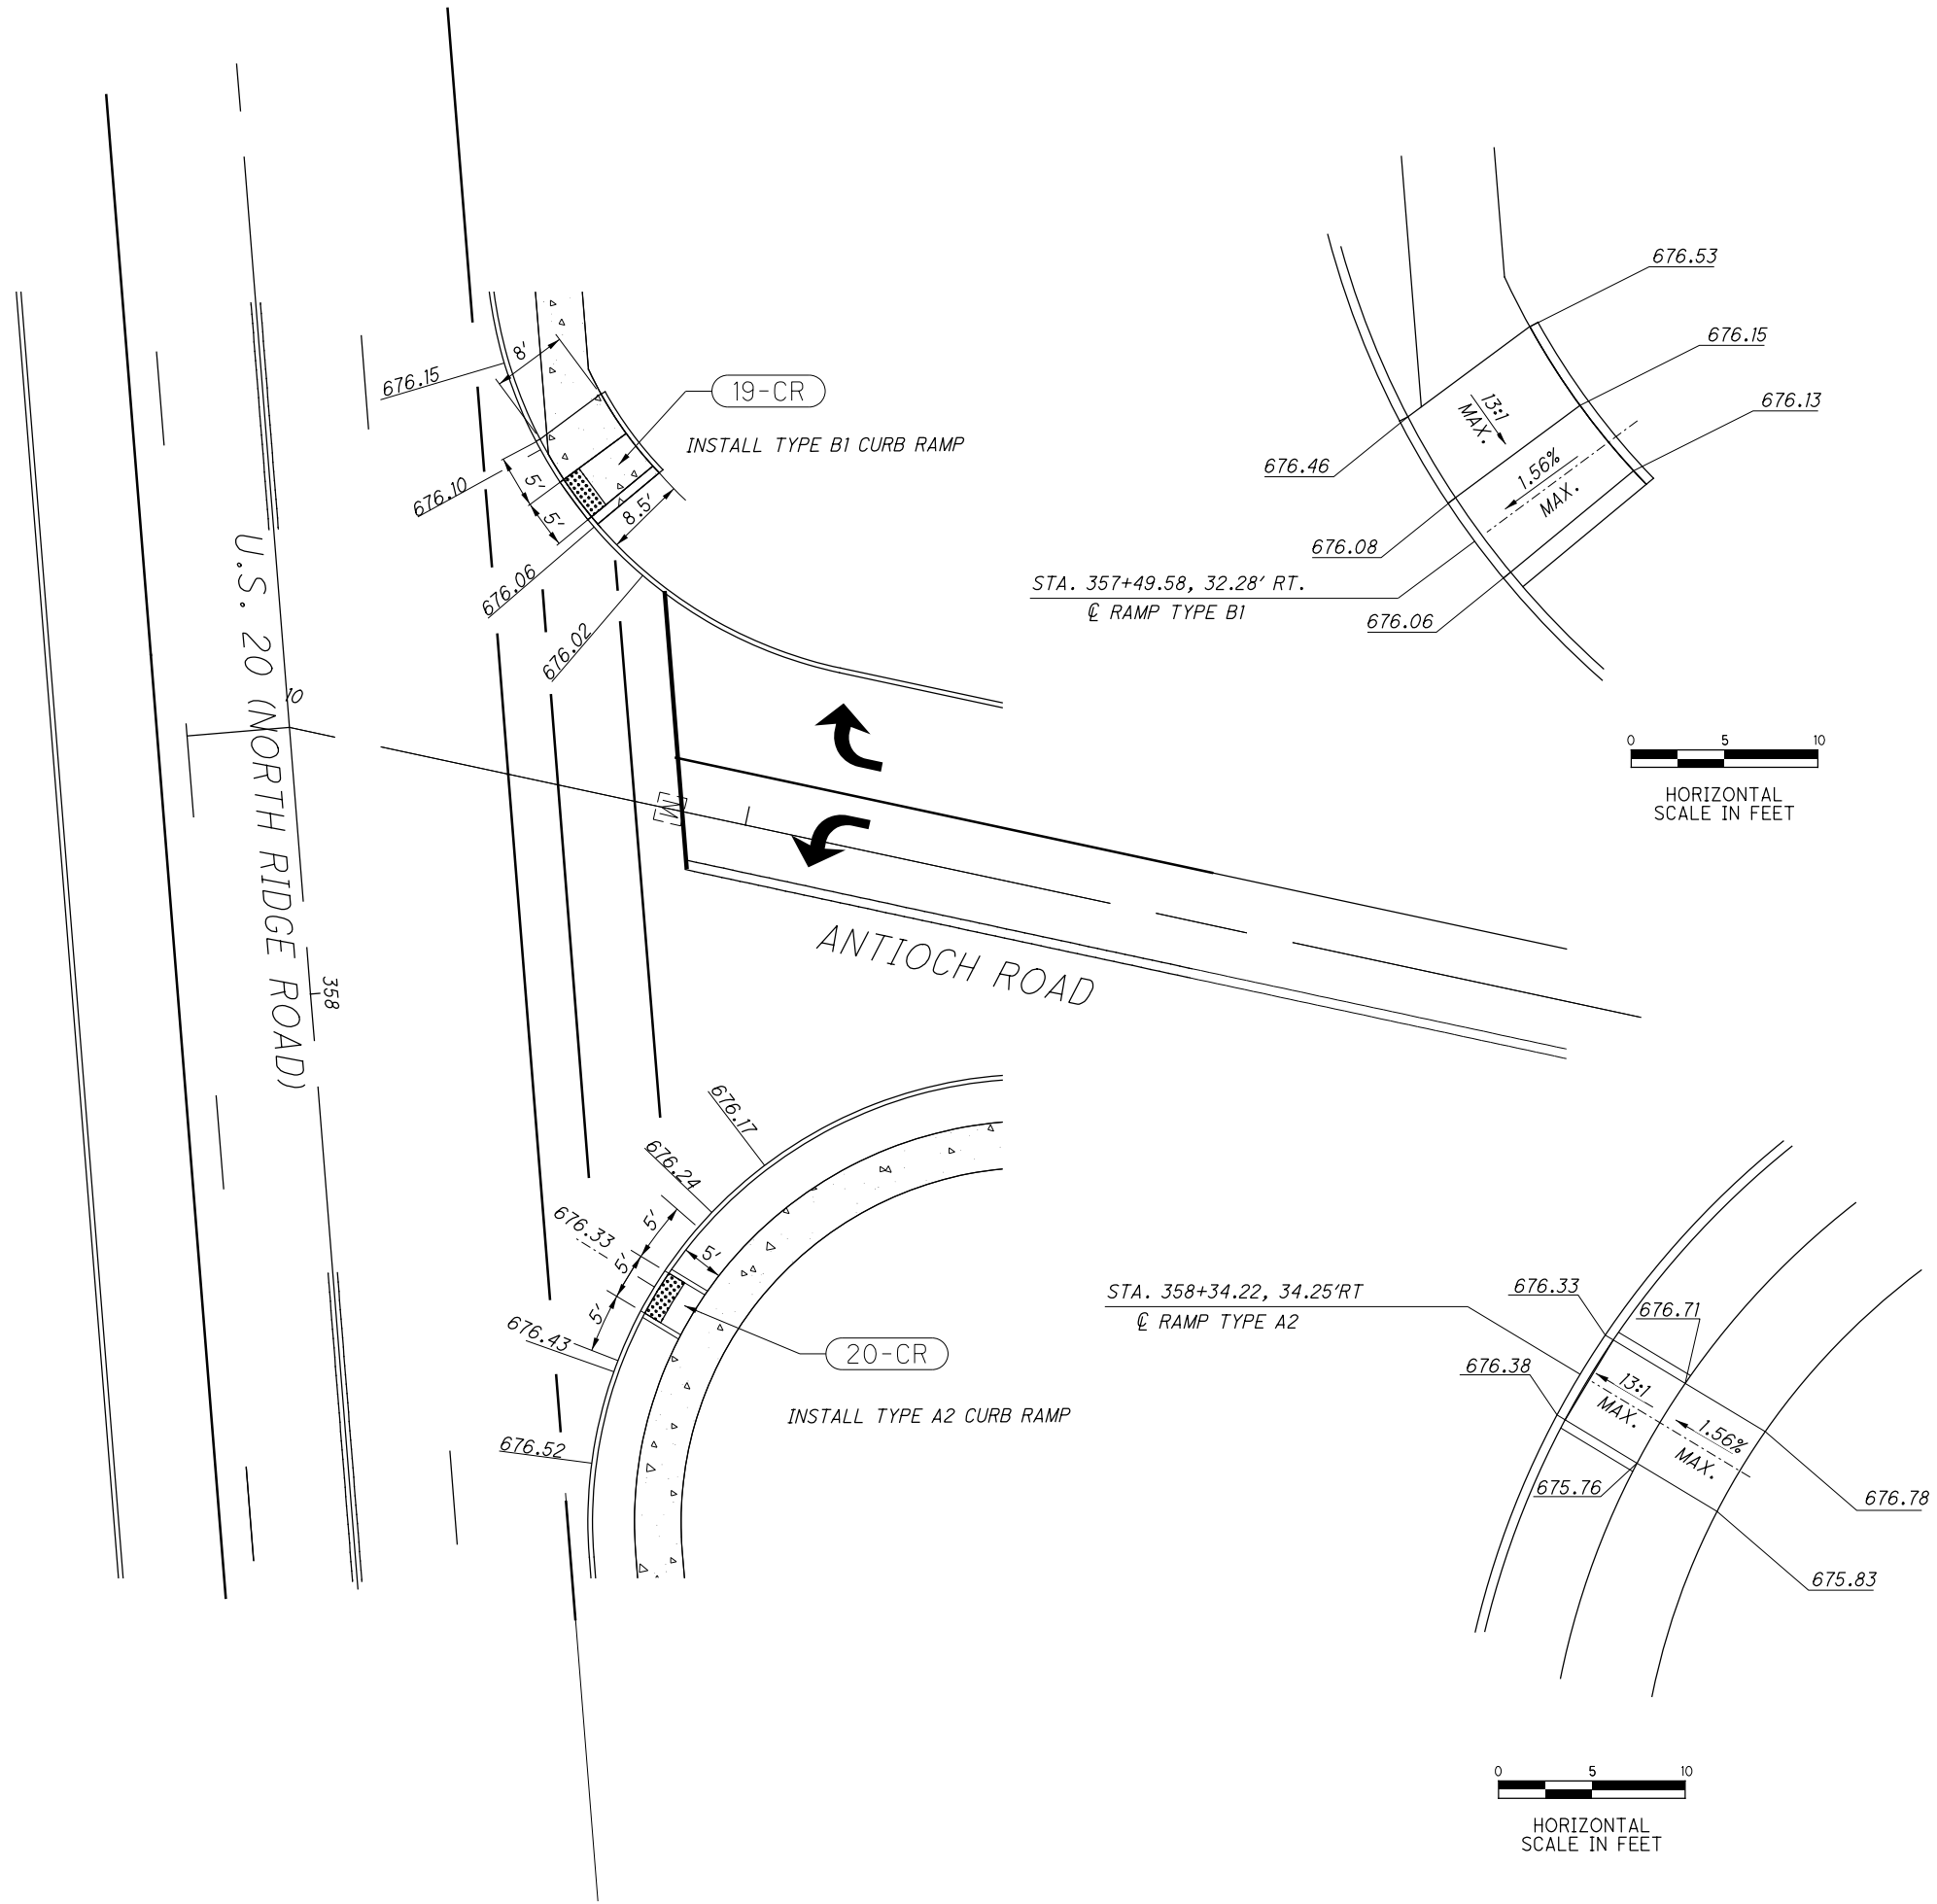 676.53
676.15
8'
676.15
19-CR
676.13
INSTALL TYPE B1 CURB RAMP
13:1
MAX.
676.46
1.56%
MAX.
676.10
5'
5'
8.5'
676.08
676.06
STA. 357+49.58, 32.28' RT.
℄ RAMP TYPE B1
676.06
676.02
U.S. 20 (NORTH RIDGE ROAD)
10
0 5 10
HORIZONTAL
SCALE IN FEET
[M]
ANTIOCH ROAD
358
676.17
676.24
676.33
5'
5'
5'
5'
676.43
20-CR
INSTALL TYPE A2 CURB RAMP
676.52
STA. 358+34.22, 34.25'RT
℄ RAMP TYPE A2
676.33
676.71
676.38
13:1
MAX.
1.56%
MAX.
675.76
676.78
675.83
0 5 10
HORIZONTAL
SCALE IN FEET